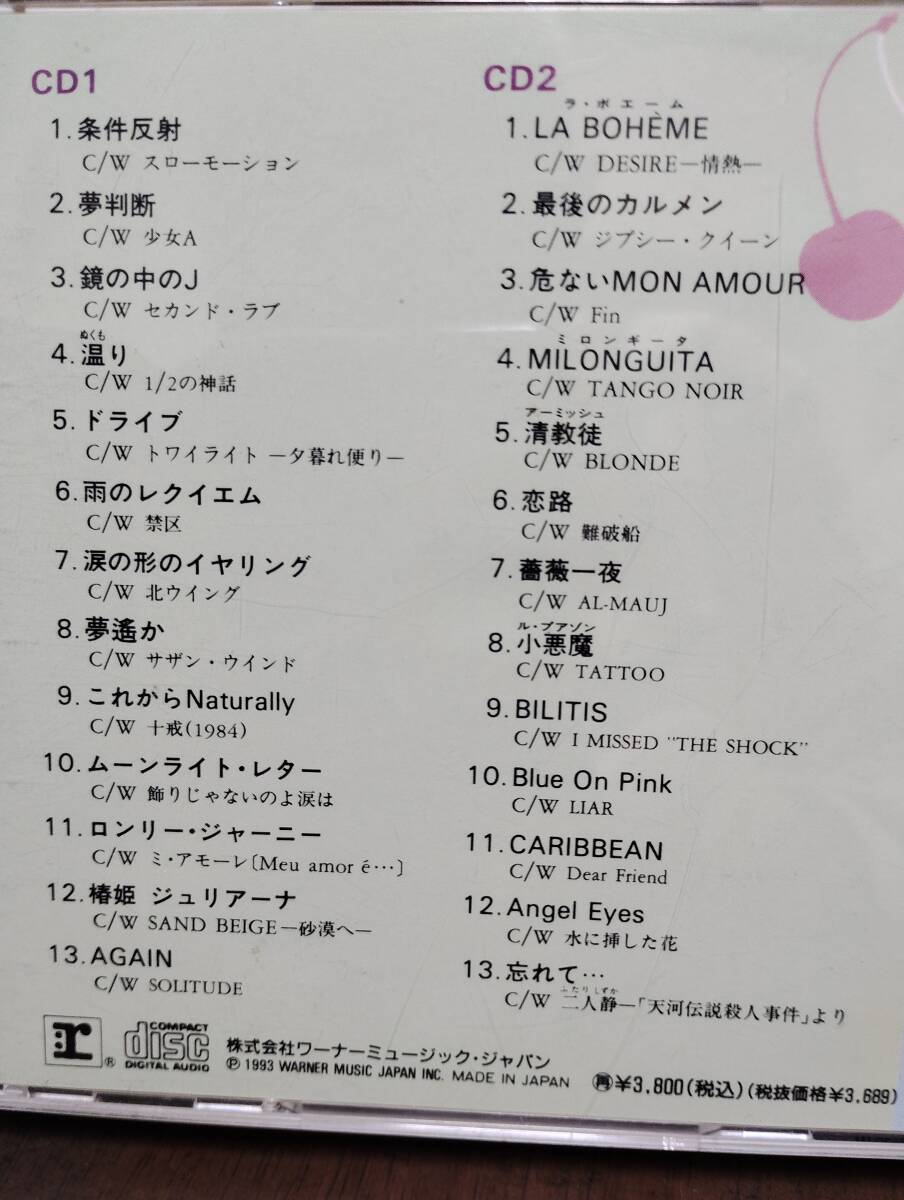 CD1
1.条件反射
C/W スローモーション
2.夢判断
C/W 少女A
3.鏡の中のJ
C/W セカンド・ラブ
ぬくも
4.温り
C/W 1/2の神話
5.ドライブ
C/W トワイライト —夕暮れ便り—
6.雨のレクイエム
C/W 禁区
7.涙の形のイヤリング
C/W 北ウイング
8.夢遙か
C/W サザン・ウインド
9.これからNaturally
C/W 十戒(1984)
10.ムーンライト・レター
C/W 飾りじゃないのよ涙は
11.ロンリー・ジャーニー
C/W ミ・アモーレ〔Meu amor é…〕
12.椿姫 ジュリアーナ
C/W SAND BEIGE—砂漠へ—
13.AGAIN
C/W SOLITUDE
CD2
ラ・ボエーム
1.LA BOHÈME
C/W DESIRE—情熱—
2.最後のカルメン
C/W ジプシー・クイーン
3.危ないMON AMOUR
C/W Fin
ミロンギータ
4.MILONGUITA
C/W TANGO NOIR
アーミッシュ
5.清教徒
C/W BLONDE
6.恋路
C/W 難破船
7.薔薇一夜
C/W AL-MAUJ
ル・ブアゾン
8.小悪魔
C/W TATTOO
9.BILITIS
C/W I MISSED "THE SHOCK"
10.Blue On Pink
C/W LIAR
11.CARIBBEAN
C/W Dear Friend
12.Angel Eyes
C/W 水に挿した花
13.忘れて…
ふたりしずか
C/W 二人静—「天河伝説殺人事件」より
r ®
COMPACT
disc
DIGITAL AUDIO
株式会社ワーナーミュージック・ジャパン
Ⓟ 1993 WARNER MUSIC JAPAN INC. MADE IN JAPAN
再¥3,800(税込)(税抜価格¥3,689)